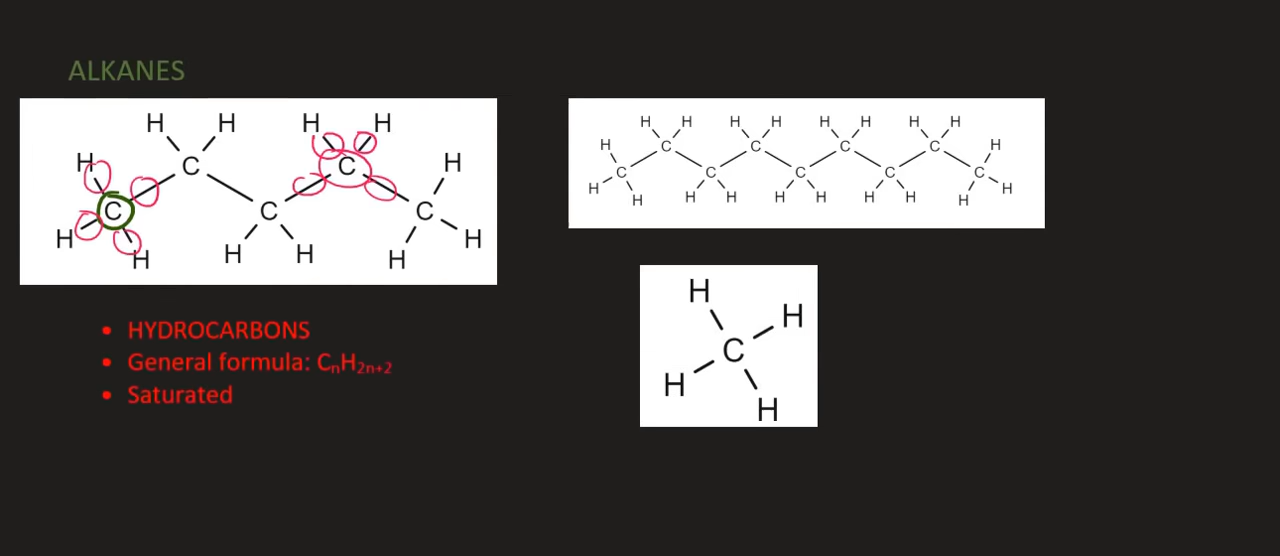 ALKANES
H H H H
H C C H
C C C
H H H H H H
H H H H H H H H
H C C C C H
C C C C C
H H H H H H H H H H
H
H
C
H
H
• HYDROCARBONS
• General formula: CₙH₂ₙ₊₂
• Saturated